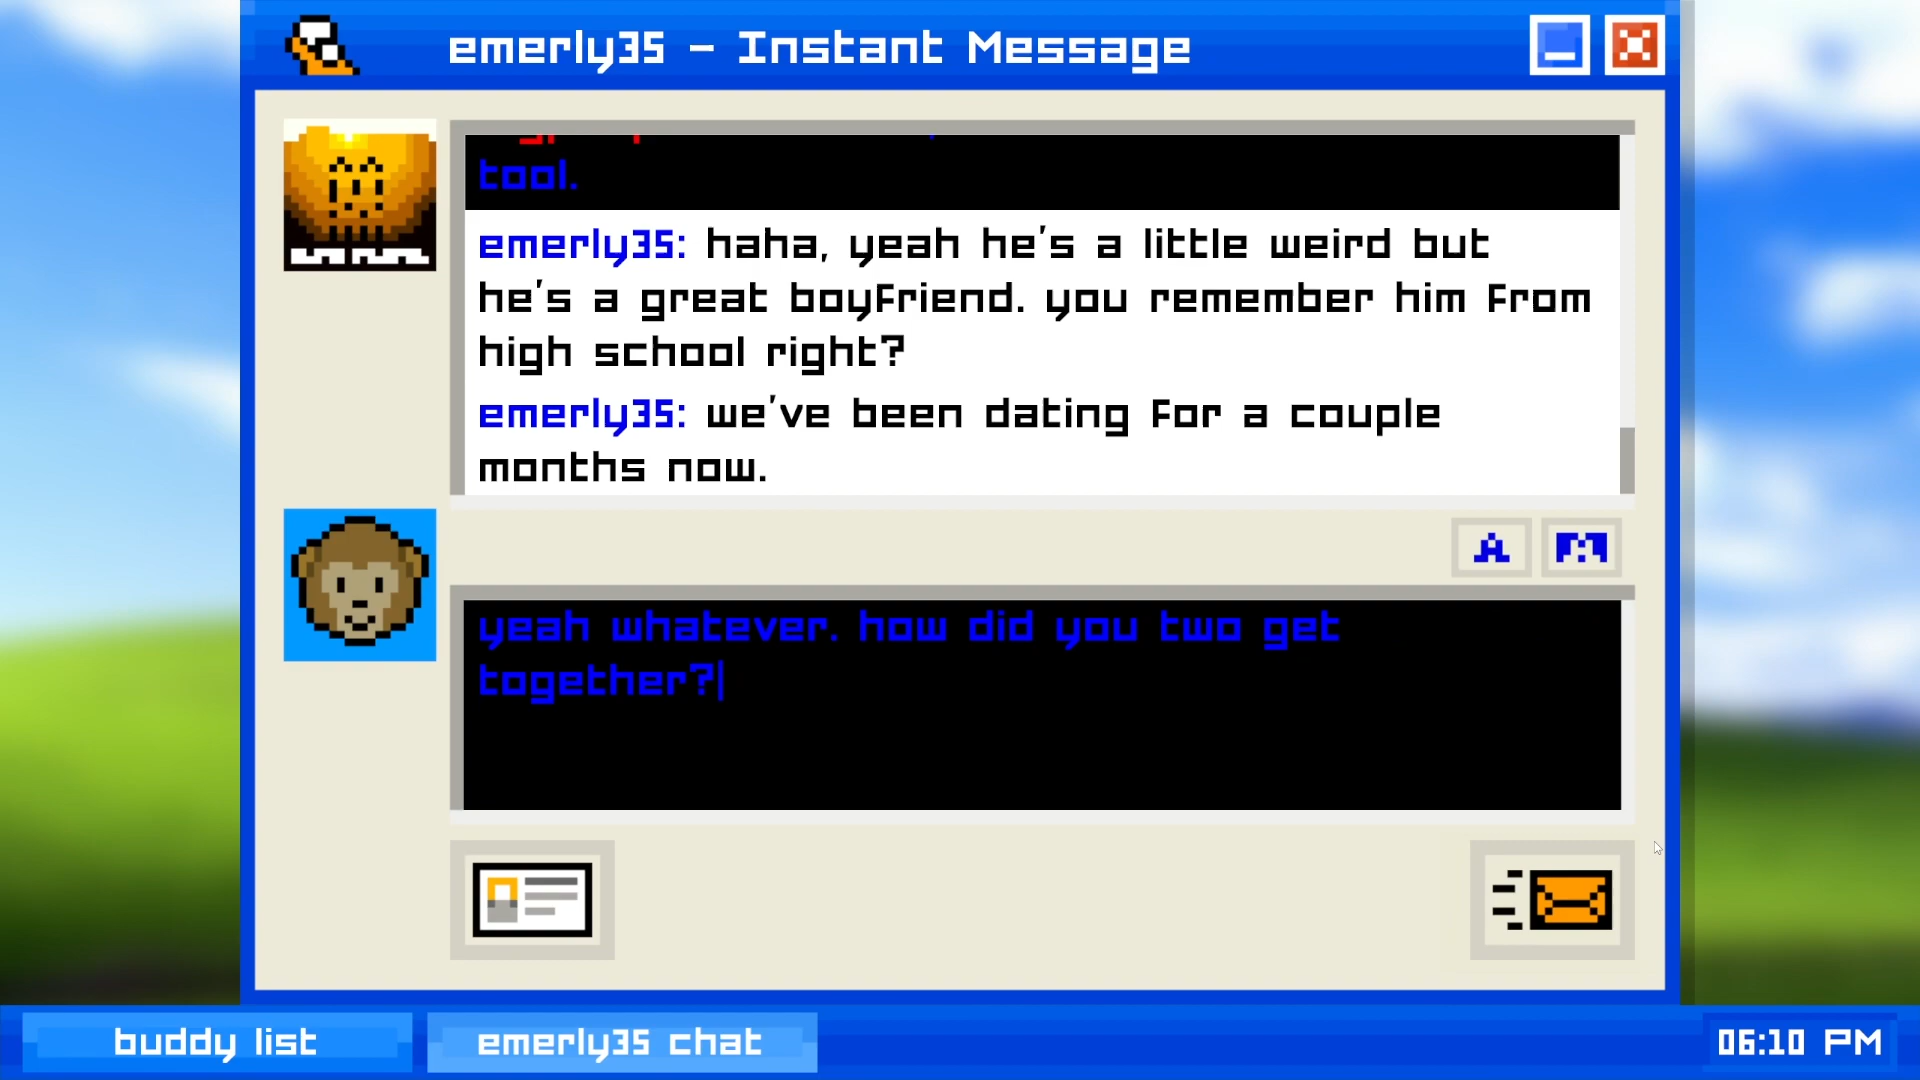 emerly35 - Instant Message
tool.
emerly35: haha, yeah he's a little weird but
he's a great boyfriend. you remember him from
high school right?
emerly35: we've been dating for a couple
months now.
A M
yeah whatever. how did you two get
together?
buddy list
emerly35 chat
06:10 PM